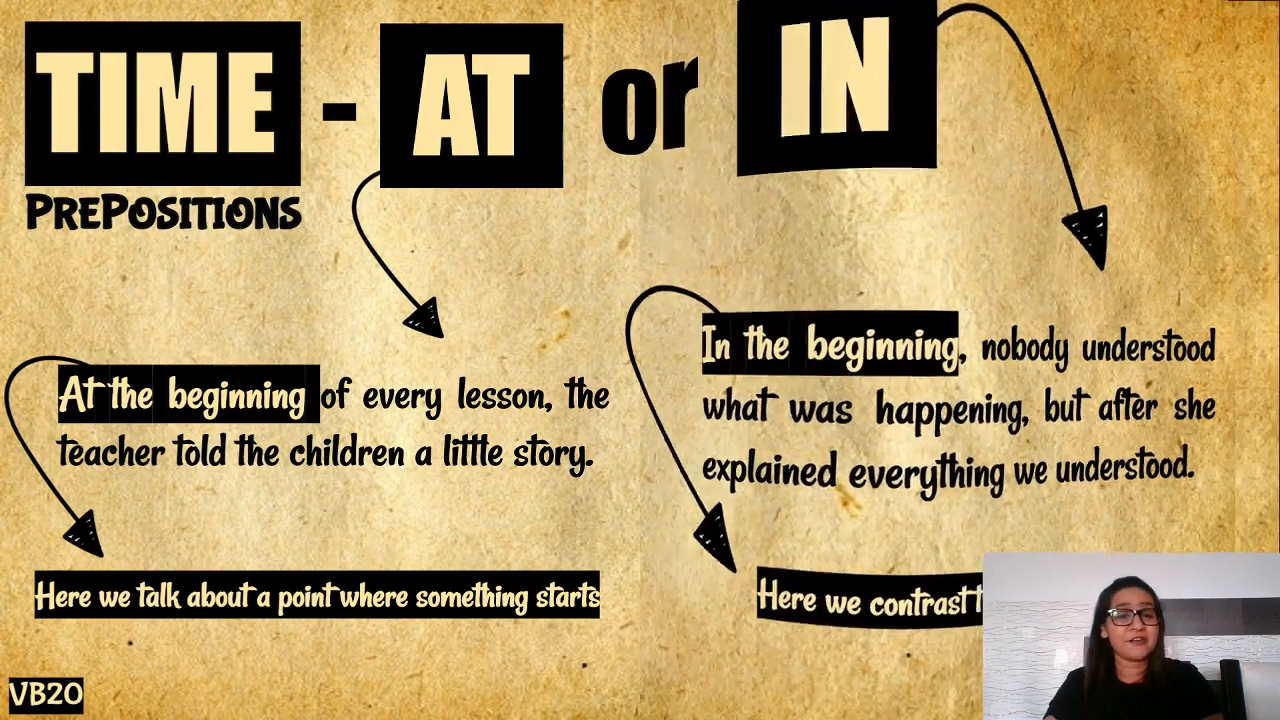 TIME - AT or IN
PREPOSITIONS
At the beginning of every lesson, the
teacher told the children a little story.
Here we talk about a point where something starts
In the beginning, nobody understood
what was happening, but after she
explained everything we understood.
Here we contrast
VB20